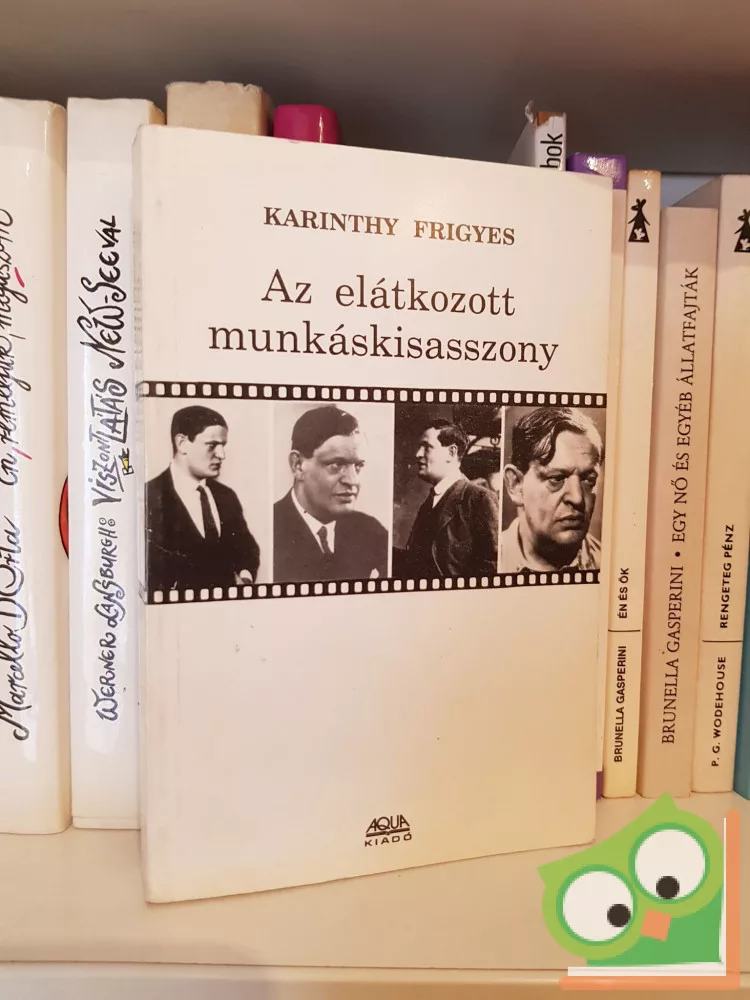 KARINTHY FRIGYES
Az elátkozott
munkáskisasszony
AQUA
KIADÓ
Marcello D'Orta
WERNER LANSBURGH: VISZONTLÁTÁS NEW-SEEVAL
bok
BRUNELLA GASPERINI | ÉN ÉS ŐK
BRUNELLA GASPERINI • EGY NŐ ÉS EGYÉB ÁLLATFAJTÁK
P. G. WODEHOUSE | RENGETEG PÉNZ